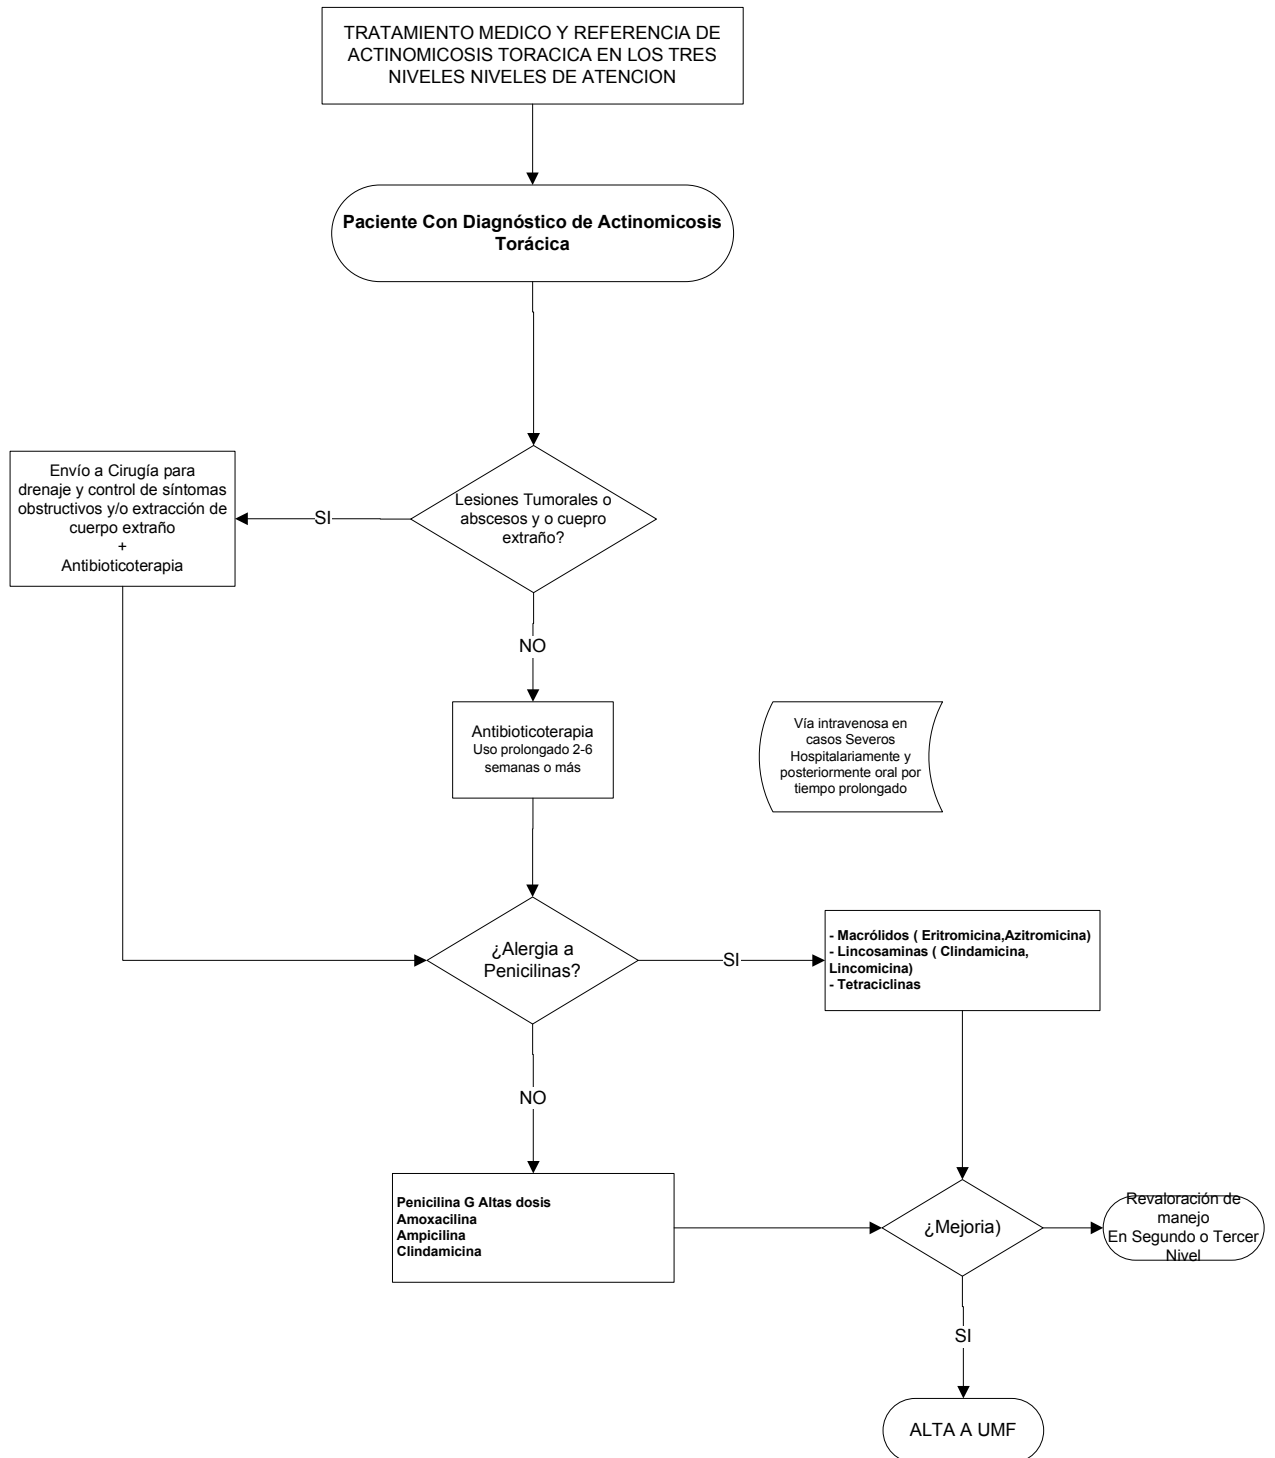 TRATAMIENTO MEDICO Y REFERENCIA DE
ACTINOMICOSIS TORACICA EN LOS TRES
NIVELES NIVELES DE ATENCION
Paciente Con Diagnóstico de Actinomicosis
Torácica
Lesiones Tumorales o
abscesos y o cuepro
extraño?
SI
Envío a Cirugía para
drenaje y control de síntomas
obstructivos y/o extracción de
cuerpo extraño
+
Antibioticoterapia
NO
Antibioticoterapia
Uso prolongado 2-6
semanas o más
Vía intravenosa en
casos Severos
Hospitalariamente y
posteriormente oral por
tiempo prolongado
¿Alergia a
Penicilinas?
SI
- Macrólidos ( Eritromicina,Azitromicina)
- Lincosaminas ( Clindamicina,
Lincomicina)
- Tetraciclinas
NO
Penicilina G Altas dosis
Amoxacilina
Ampicilina
Clindamicina
¿Mejoria)
Revaloración de
manejo
En Segundo o Tercer
Nivel
SI
ALTA A UMF